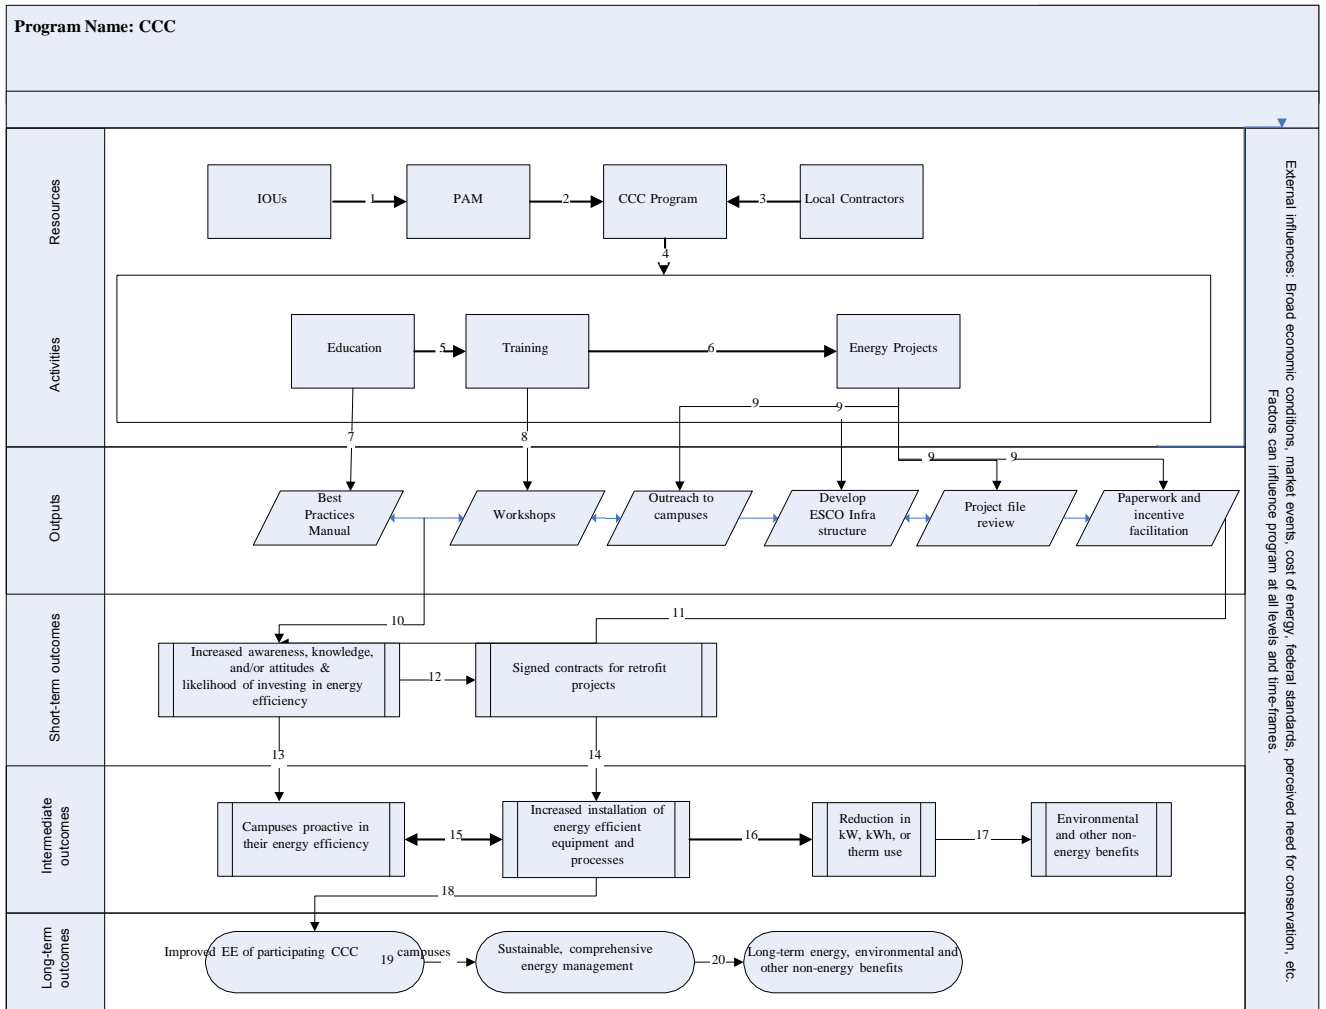 Program Name: CCC
Resources
IOUs
1
PAM
2
CCC Program
3
Local Contractors
4
Activities
Education
5
Training
6
Energy Projects
7
8
9
9
9
9
Outputs
Best
Practices
Manual
Workshops
Outreach to
campuses
Develop
ESCO Infra
structure
Project file
review
Paperwork and
incentive
facilitation
10
11
Short-term outcomes
Increased awareness, knowledge,
and/or attitudes &
likelihood of investing in energy
efficiency
12
Signed contracts for retrofit
projects
13
14
Intermediate
outcomes
Campuses proactive in
their energy efficiency
15
Increased installation of
energy efficient
equipment and
processes
16
Reduction in
kW, kWh, or
therm use
17
Environmental
and other non-
energy benefits
18
Long-term
outcomes
Improved EE of participating CCC campuses
19
Sustainable, comprehensive
energy management
20
Long-term energy, environmental and
other non-energy benefits
External influences: Broad economic conditions, market events, cost of energy, federal standards, perceived need for conservation, etc.
Factors can influence program at all levels and time-frames.